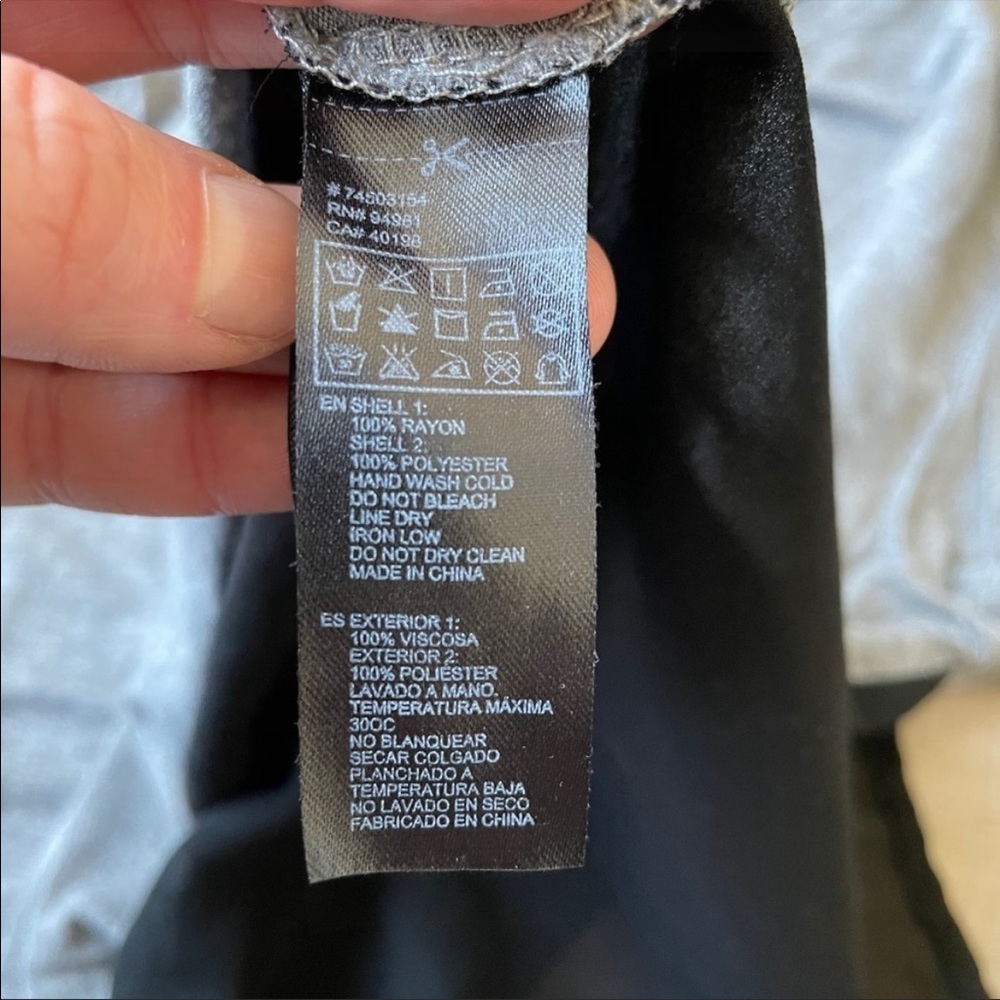 # 74503154
RN# 94981
CA# 40198
EN SHELL 1:
100% RAYON
SHELL 2:
100% POLYESTER
HAND WASH COLD
DO NOT BLEACH
LINE DRY
IRON LOW
DO NOT DRY CLEAN
MADE IN CHINA
ES EXTERIOR 1:
100% VISCOSA
EXTERIOR 2:
100% POLIÉSTER
LAVADO A MANO.
TEMPERATURA MÁXIMA
30OC
NO BLANQUEAR
SECAR COLGADO
PLANCHADO A
TEMPERATURA BAJA
NO LAVADO EN SECO
FABRICADO EN CHINA